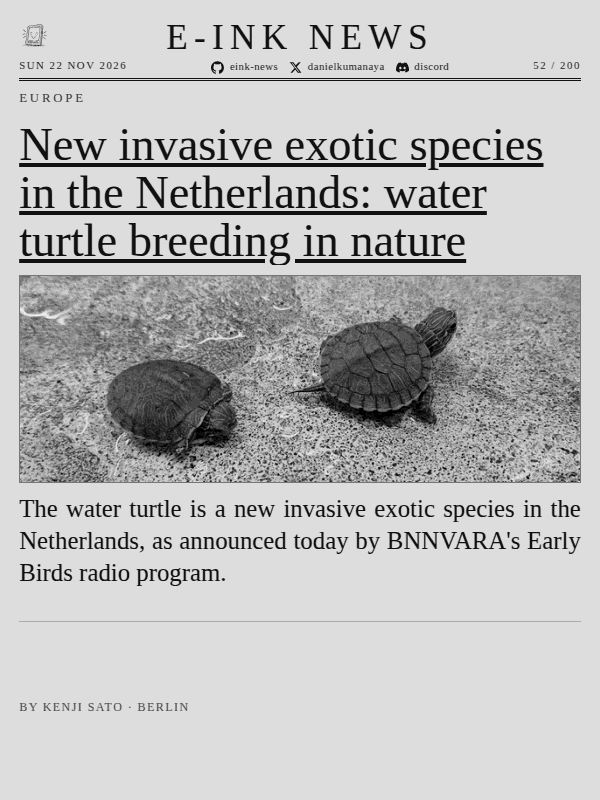 E-INK NEWS
SUN 22 NOV 2026
eink-news
danielkumanaya
discord
52 / 200
EUROPE
New invasive exotic species
in the Netherlands: water
turtle breeding in nature
The water turtle is a new invasive exotic species in the
Netherlands, as announced today by BNNVARA's Early
Birds radio program.
BY KENJI SATO · BERLIN